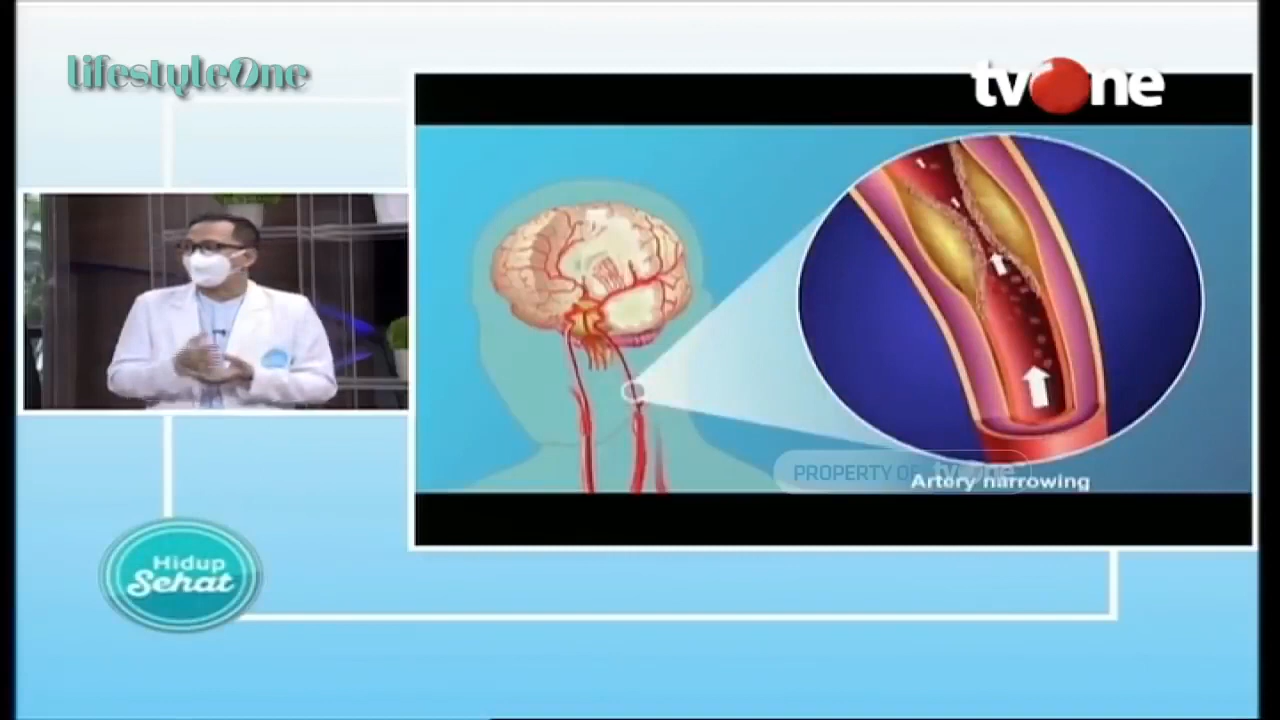 lifestyleOne
tvOne
PROPERTY OF tvOne
Artery narrowing
Hidup
Sehat